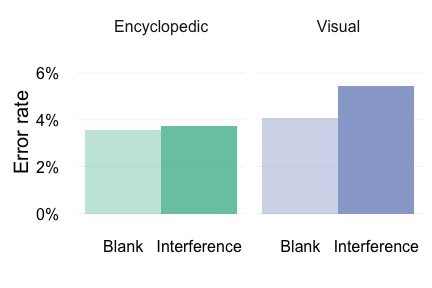 Encyclopedic Visual
Error rate
6%
4%
2%
0%
Blank Interference Blank Interference